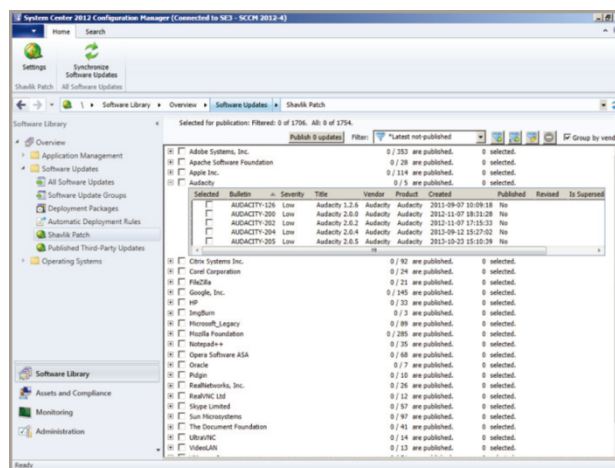 System Center 2012 Configuration Manager (Connected to SE3 - SCCM 2012-4)
Home Search
Settings
Synchronize
Software Updates
Shavlik Patch All Software Updates
\ Software Library Overview Software Updates Shavlik Patch
Software Library
Overview
Application Management
Software Updates
All Software Updates
Software Update Groups
Deployment Packages
Automatic Deployment Rules
Shavlik Patch
Published Third-Party Updates
Operating Systems
Software Library
Assets and Compliance
Monitoring
Administration
Selected for publication: Filtered: 0 of 1706. All: 0 of 1754.
Publish 0 updates Filter: *Latest not-published Group by vend
Adobe Systems, Inc. 0 / 353 are published. 0 selected.
Apache Software Foundation 0 / 28 are published. 0 selected.
Apple Inc. 0 / 114 are published. 0 selected.
Audacity 0 / 5 are published. 0 selected.
Selected Bulletin Severity Title Vendor Product Created Published Revised Is Supersed
AUDACITY-126 Low Audacity 1.2.6 Audacity Audacity 2011-09-07 10:09:18 No
AUDACITY-200 Low Audacity 2.0.0 Audacity Audacity 2012-11-07 18:31:28 No
AUDACITY-202 Low Audacity 2.0.2 Audacity Audacity 2012-11-07 17:15:33 No
AUDACITY-204 Low Audacity 2.0.4 Audacity Audacity 2013-09-12 15:27:02 No
AUDACITY-205 Low Audacity 2.0.5 Audacity Audacity 2013-10-23 15:10:39 No
Citrix Systems Inc. 0 / 92 are published. 0 selected.
Corel Corporation 0 / 24 are published. 0 selected.
FileZilla 0 / 21 are published. 0 selected.
Google, Inc. 0 / 145 are published. 0 selected.
HP 0 / 33 are published. 0 selected.
ImgBurn 0 / 3 are published. 0 selected.
Microsoft_Legacy 0 / 89 are published. 0 selected.
Mozilla Foundation 0 / 285 are published. 0 selected.
Notepad++ 0 / 35 are published. 0 selected.
Opera Software ASA 0 / 68 are published. 0 selected.
Oracle 0 / 7 are published. 0 selected.
Pidgin 0 / 10 are published. 0 selected.
RealNetworks, Inc. 0 / 26 are published. 0 selected.
RealVNC Ltd 0 / 12 are published. 0 selected.
Skype Limited 0 / 57 are published. 0 selected.
Sun Microsystems 0 / 97 are published. 0 selected.
The Document Foundation 0 / 41 are published. 0 selected.
UltraVNC 0 / 14 are published. 0 selected.
VideoLAN 0 / 13 are published. 0 selected.
Ready